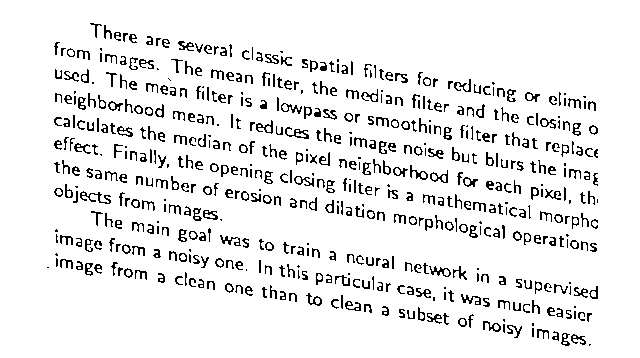 There are several classic spatial filters for reducing or elimin
from images. The mean filter, the median filter and the closing o
used. The mean filter is a lowpass or smoothing filter that replace
neighborhood mean. It reduces the image noise but blurs the imag
calculates the median of the pixel neighborhood for each pixel, th
effect. Finally, the opening closing filter is a mathematical morpho
the same number of erosion and dilation morphological operations
objects from images.
The main goal was to train a neural network in a supervised
image from a noisy one. In this particular case, it was much easier
image from a clean one than to clean a subset of noisy images.